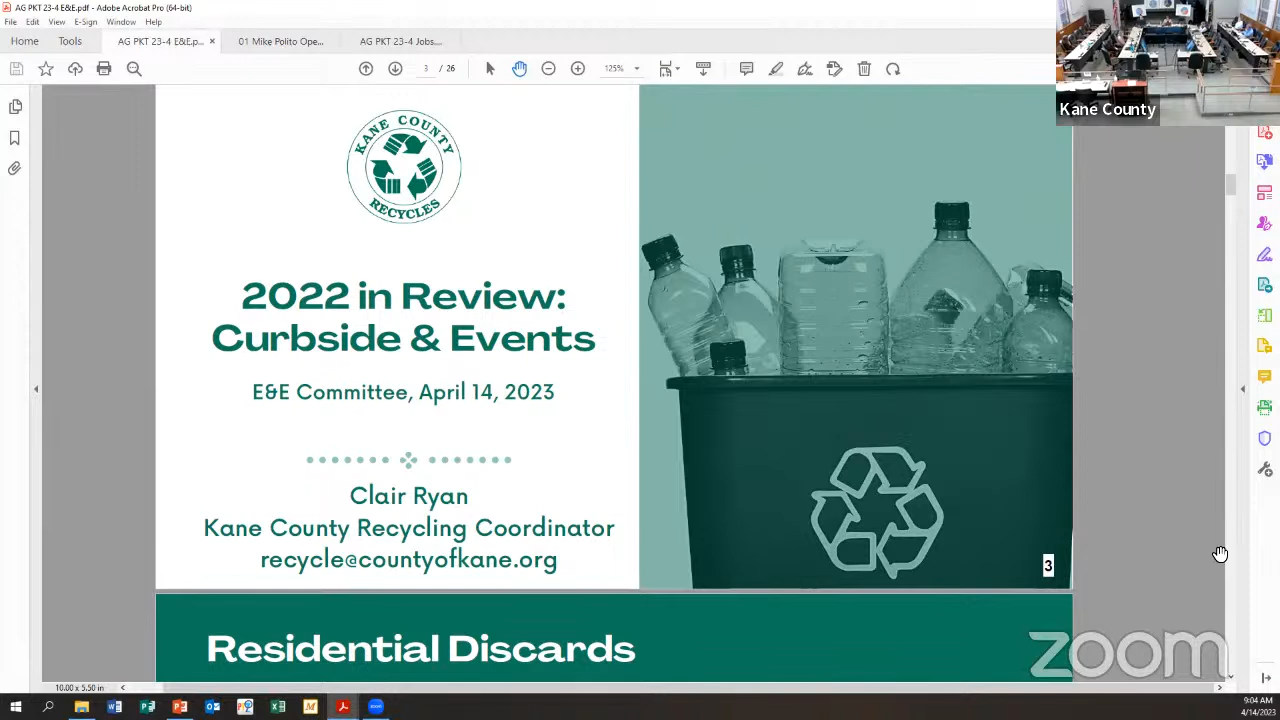 AG PKT 23-4 E&E.pdf - Adobe Acrobat Pro (64-bit)
File Edit View E-Sign Window Help
Home Tools AG PKT 23-4 E&E.p... × 01 Mike Polito Ope... AG PKT 23-4 Jobs...
3 125%
Kane County
KANE COUNTY
RECYCLES
2022 in Review:
Curbside & Events
E&E Committee, April 14, 2023
Clair Ryan
Kane County Recycling Coordinator
recycle@countyofkane.org
3
Residential Discards
zoom
10.00 x 5.50 in
9:04 AM
4/14/2023